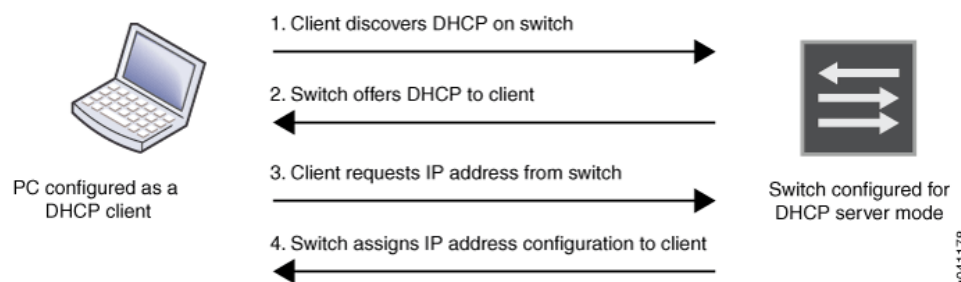 1. Client discovers DHCP on switch
2. Switch offers DHCP to client
3. Client requests IP address from switch
4. Switch assigns IP address configuration to client
PC configured as a
DHCP client
Switch configured for
DHCP server mode